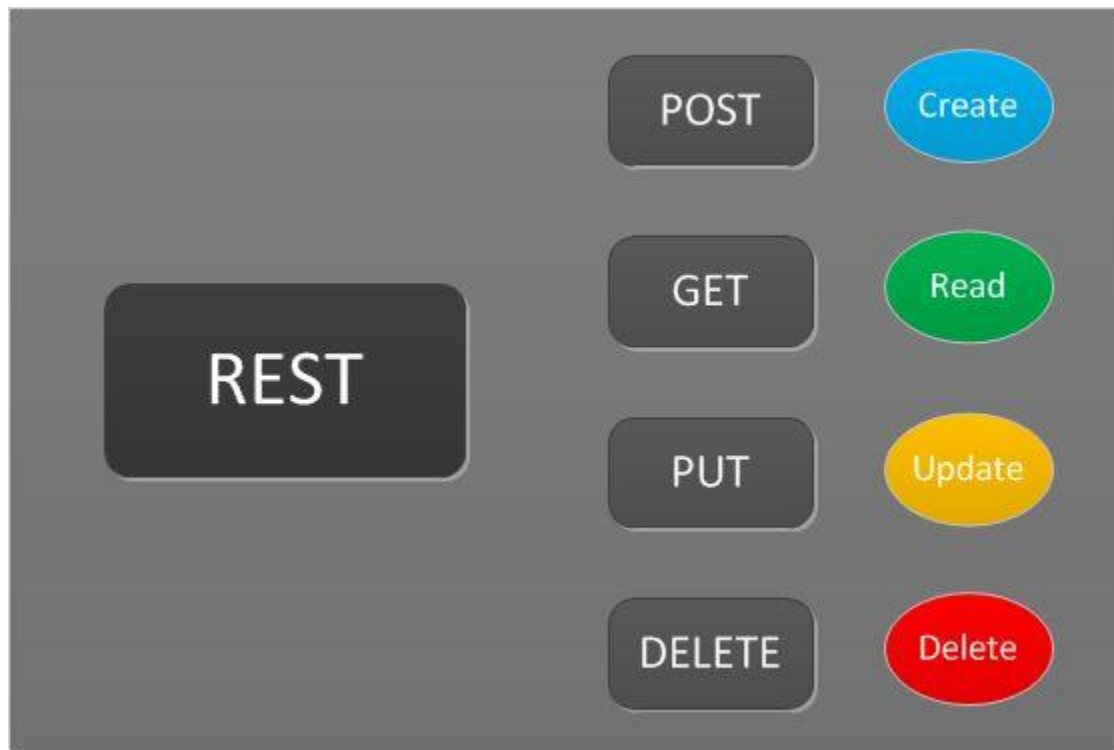 REST
POST
Create
GET
Read
PUT
Update
DELETE
Delete